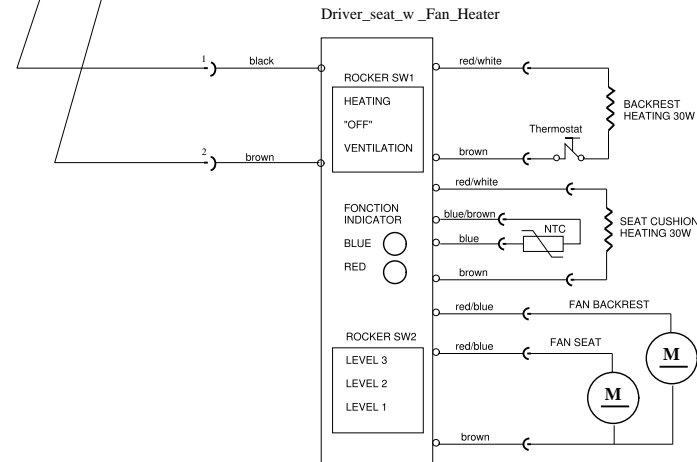 Driver_seat_w _Fan_Heater
1
black
2
brown
ROCKER SW1
HEATING
"OFF"
VENTILATION
FONCTION
INDICATOR
BLUE
RED
ROCKER SW2
LEVEL 3
LEVEL 2
LEVEL 1
red/white
BACKREST
HEATING 30W
Thermostat
brown
red/white
blue/brown
NTC
blue
SEAT CUSHION
HEATING 30W
brown
red/blue
FAN BACKREST
red/blue
FAN SEAT
M
M
brown